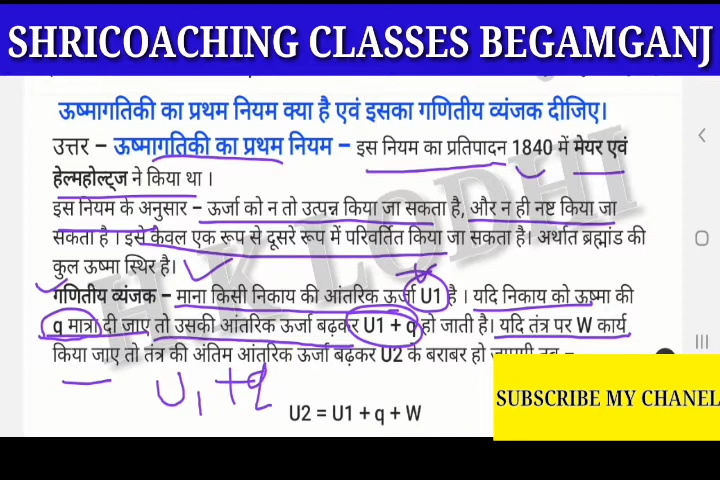 SHRICOACHING CLASSES BEGAMGANJ
ऊष्मागतिकी का प्रथम नियम क्या है एवं इसका गणितीय व्यंजक दीजिए।
उत्तर – ऊष्मागतिकी का प्रथम नियम – इस नियम का प्रतिपादन 1840 में मेयर एवं
हेल्महोल्ट्ज ने किया था ।
इस नियम के अनुसार – ऊर्जा को न तो उत्पन्न किया जा सकता है, और न ही नष्ट किया जा
सकता है । इसे केवल एक रूप से दूसरे रूप में परिवर्तित किया जा सकता है। अर्थात ब्रह्मांड की
कुल ऊष्मा स्थिर है।
गणितीय व्यंजक – माना किसी निकाय की आंतरिक ऊर्जा U1 है । यदि निकाय को ऊष्मा की
q मात्रा दी जाए तो उसकी आंतरिक ऊर्जा बढ़कर U1 + q हो जाती है। यदि तंत्र पर W कार्य
किया जाए तो तंत्र की अंतिम आंतरिक ऊर्जा बढ़कर U2 के बराबर हो
U1 + q
U2 = U1 + q + W
SUBSCRIBE MY CHANEL
H K LODHI